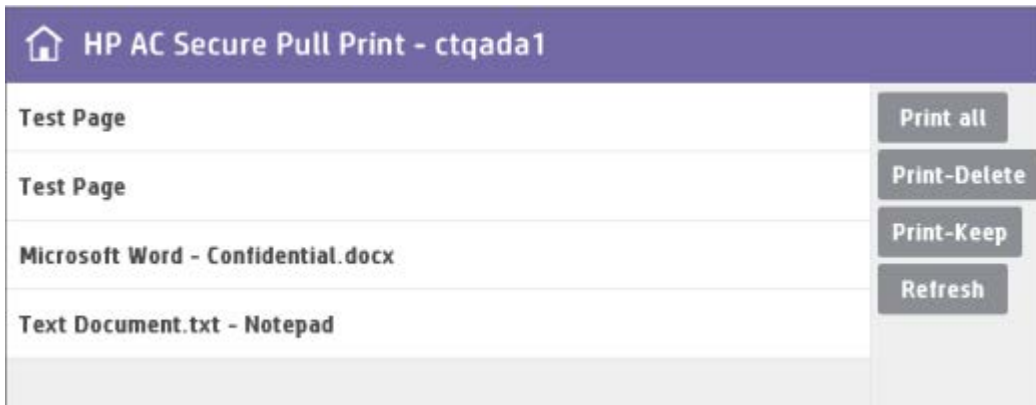 HP AC Secure Pull Print - ctqada1
Test Page
Test Page
Microsoft Word - Confidential.docx
Text Document.txt - Notepad
Print all
Print-Delete
Print-Keep
Refresh